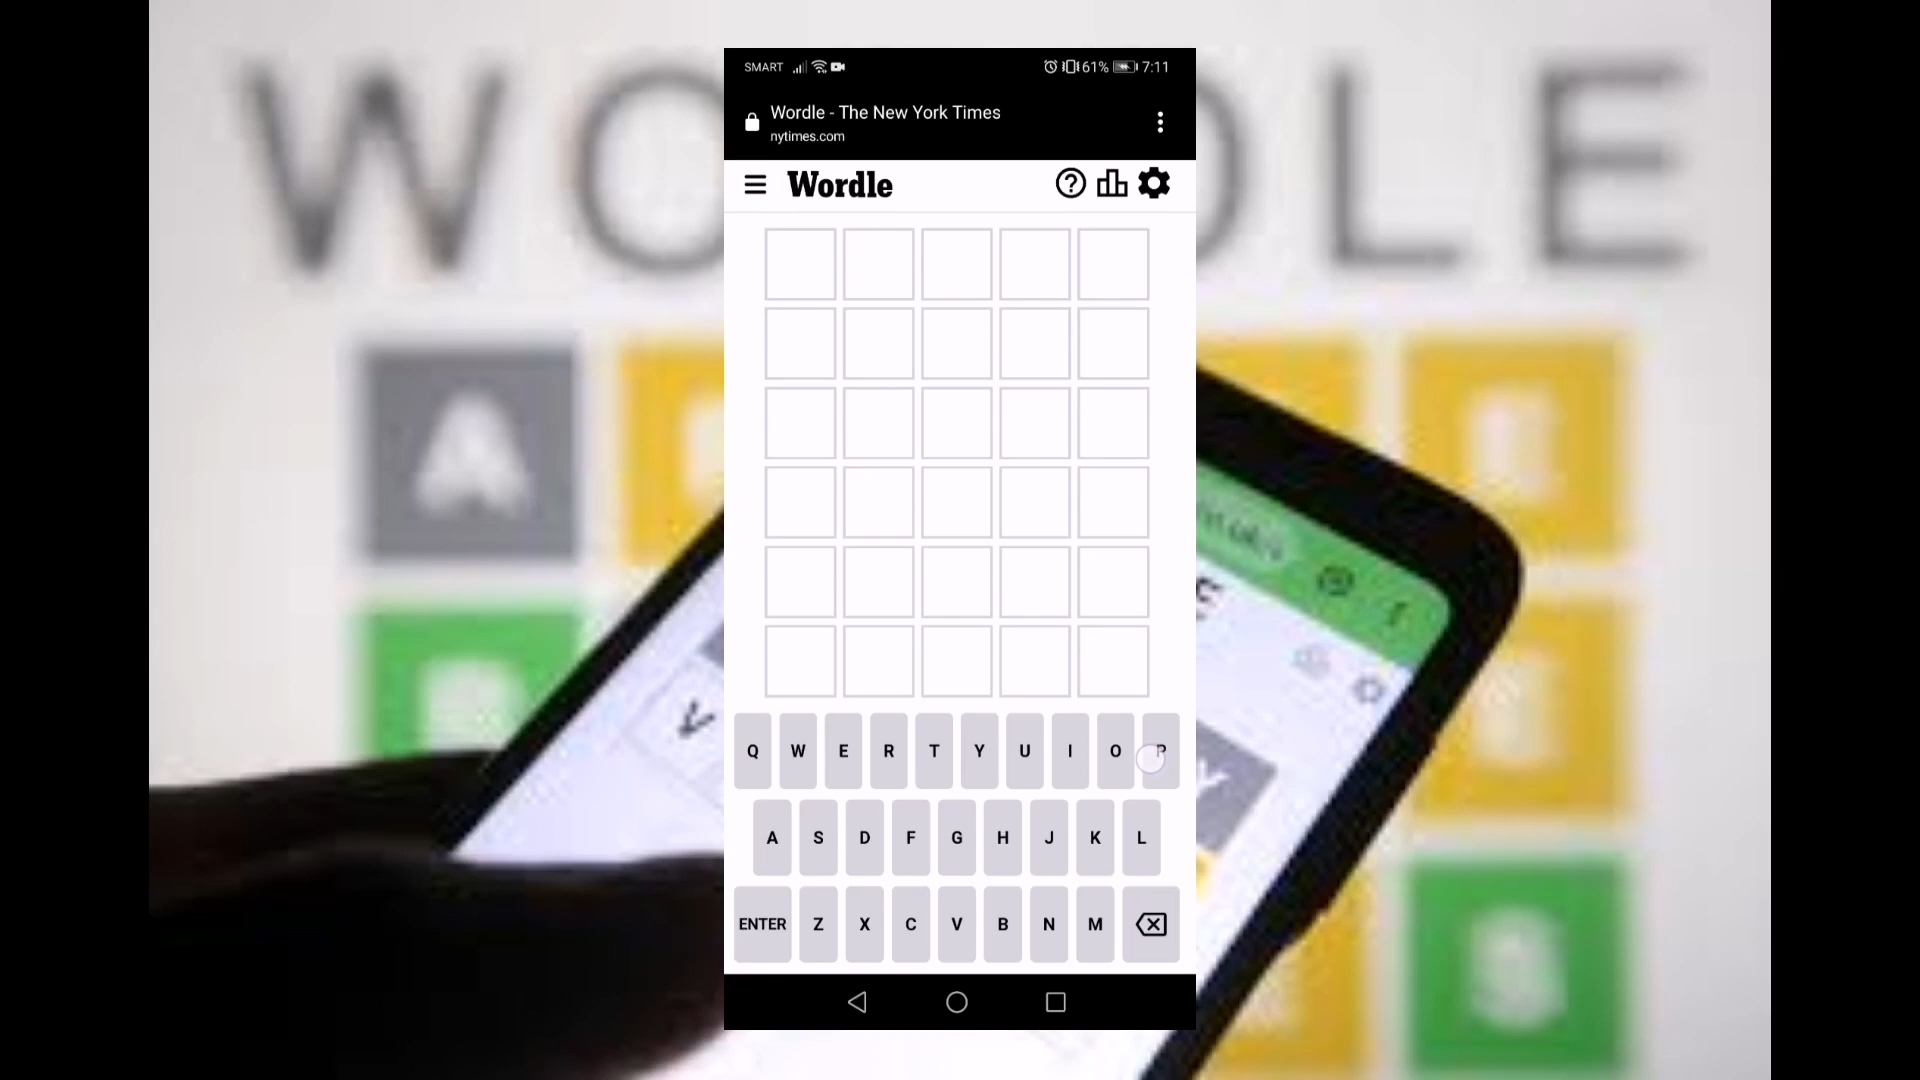 SMART 61% 7:11
Wordle - The New York Times
nytimes.com
Wordle
Q W E R T Y U I O P
A S D F G H J K L
ENTER Z X C V B N M
W O D L E
A
S